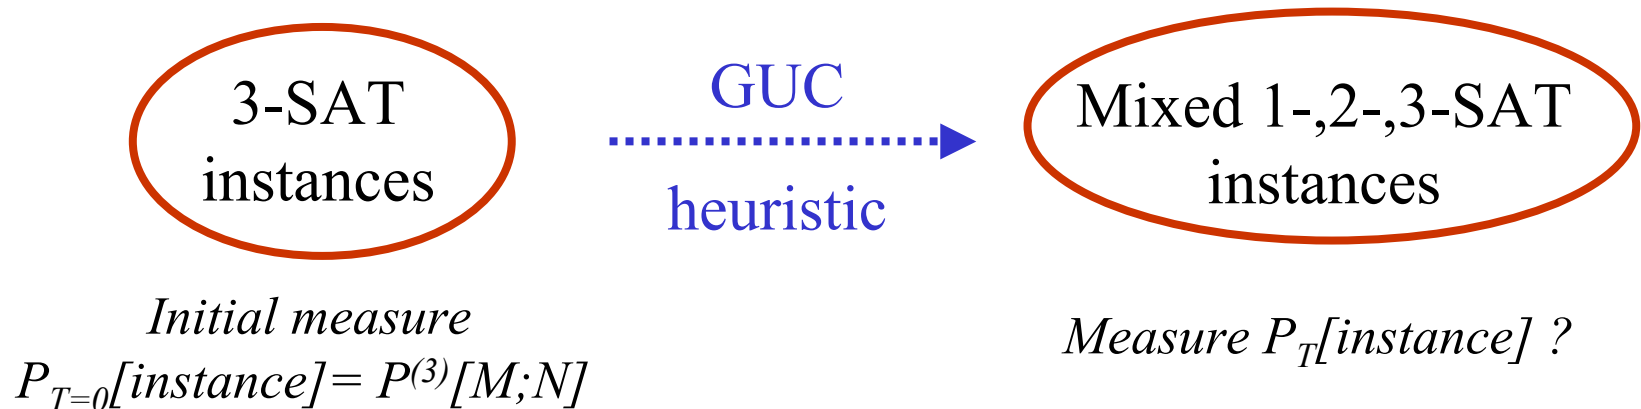 3-SAT
instances
GUC
heuristic
Mixed 1-,2-,3-SAT
instances
Initial measure
P_{T=0}[instance]= P^{(3)}[M;N]
Measure P_T[instance] ?